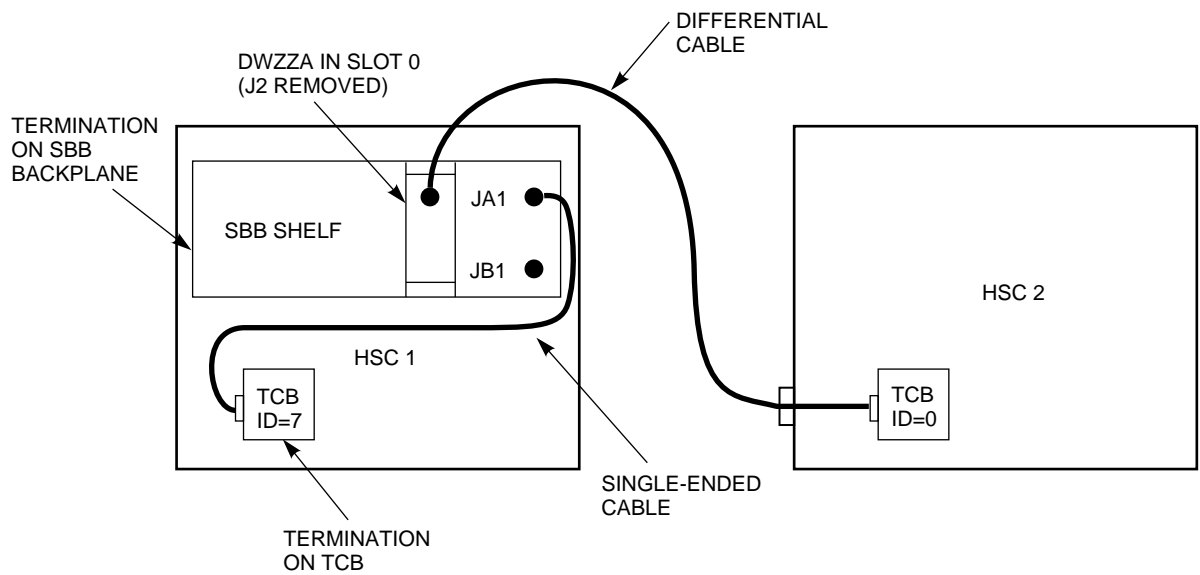 DIFFERENTIAL
CABLE
DWZZA IN SLOT 0
(J2 REMOVED)
TERMINATION
ON SBB
BACKPLANE
SBB SHELF
JA1
JB1
HSC 2
HSC 1
TCB
ID=7
TCB
ID=0
SINGLE-ENDED
CABLE
TERMINATION
ON TCB